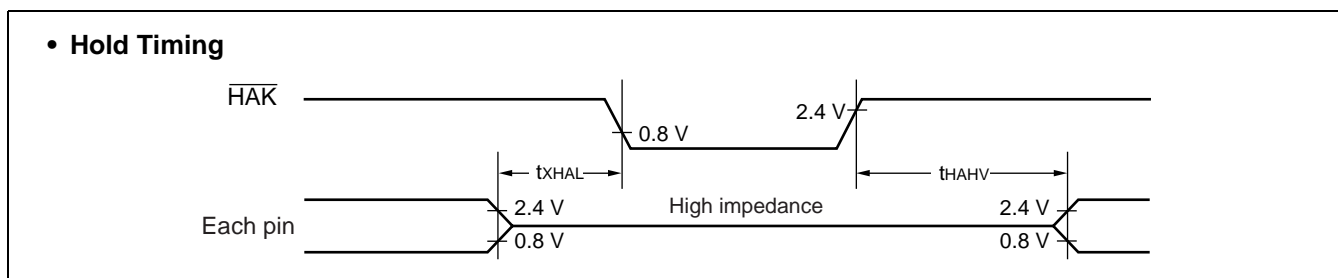 • Hold Timing
HAK
0.8 V
2.4 V
tXHAL
tHAHV
Each pin
2.4 V
0.8 V
High impedance
2.4 V
0.8 V